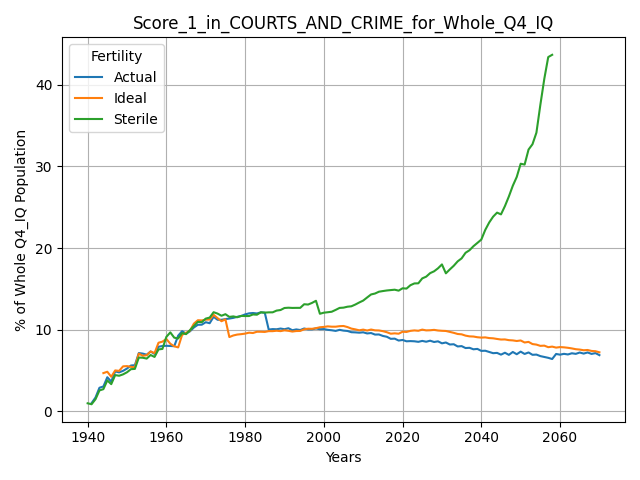 Score_1_in_COURTS_AND_CRIME_for_Whole_Q4_IQ
Fertility
Actual
Ideal
Sterile
% of Whole Q4_IQ Population
40
30
20
10
0
1940 1960 1980 2000 2020 2040 2060
Years